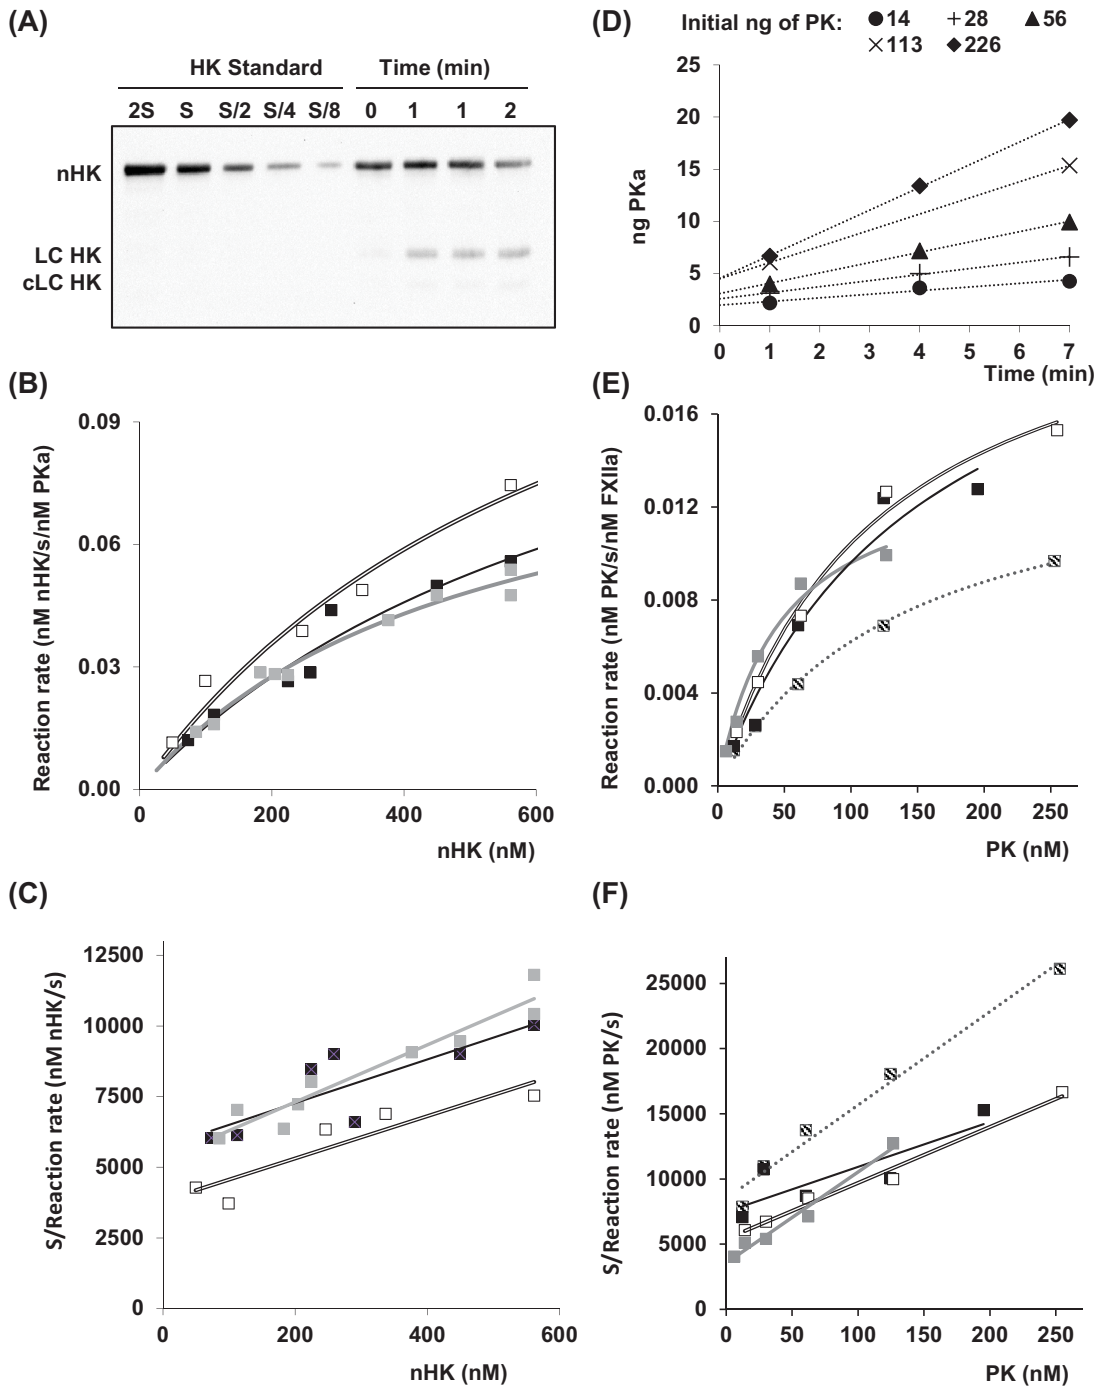 (A)
HK Standard Time (min)
2S S S/2 S/4 S/8 0 1 1 2
nHK
LC HK
cLC HK
(B)
0.09
0.06
0.03
0.00
0 200 400 600
nHK (nM)
Reaction rate (nM nHK/s/nM PKa)
(C)
12500
10000
7500
5000
2500
0
0 200 400 600
nHK (nM)
S/Reaction rate (nM nHK/s)
(D)
Initial ng of PK: 14 28 56
113 226
25
20
15
10
5
0
0 1 2 3 4 5 6 7
Time (min)
ng PKa
(E)
0.016
0.012
0.008
0.004
0.000
0 50 100 150 200 250
PK (nM)
Reaction rate (nM PK/s/nM FXIIa)
(F)
25000
20000
15000
10000
5000
0
0 50 100 150 200 250
PK (nM)
S/Reaction rate (nM PK/s)